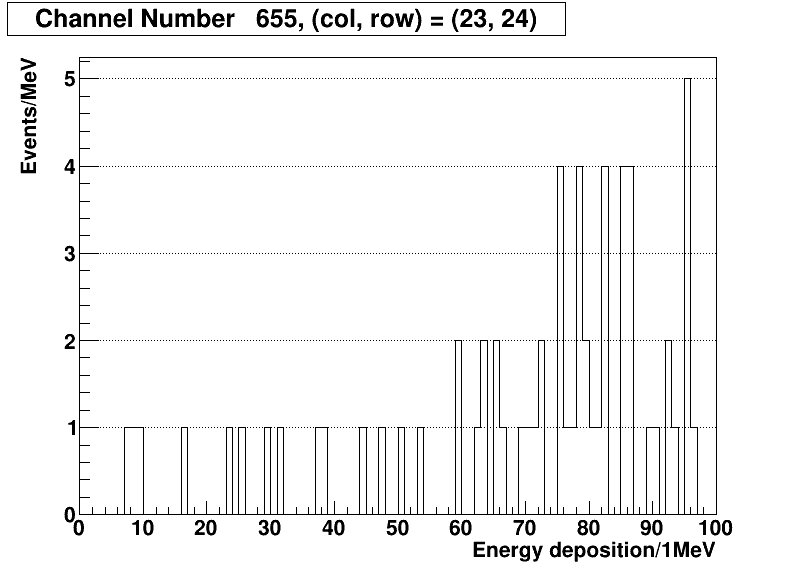 Channel Number 655, (col, row) = (23, 24)
Events/MeV
5
4
3
2
1
0
0 10 20 30 40 50 60 70 80 90 100
Energy deposition/1MeV